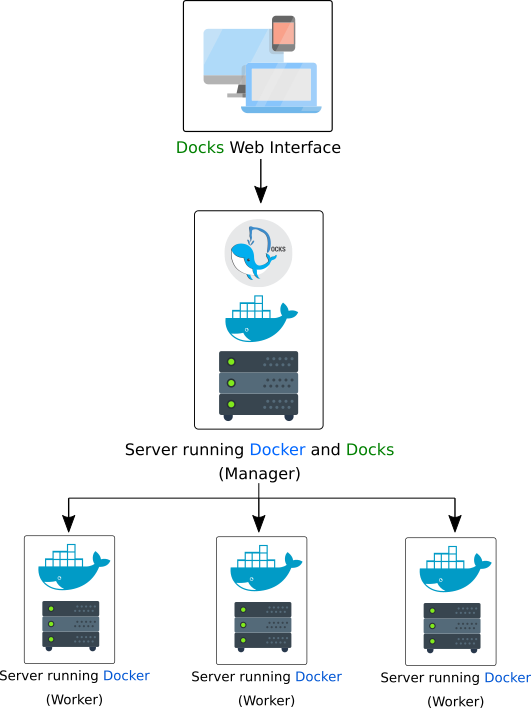 Docks Web Interface
DOCKS
Server running Docker and Docks
(Manager)
Server running Docker
(Worker)
Server running Docker
(Worker)
Server running Docker
(Worker)